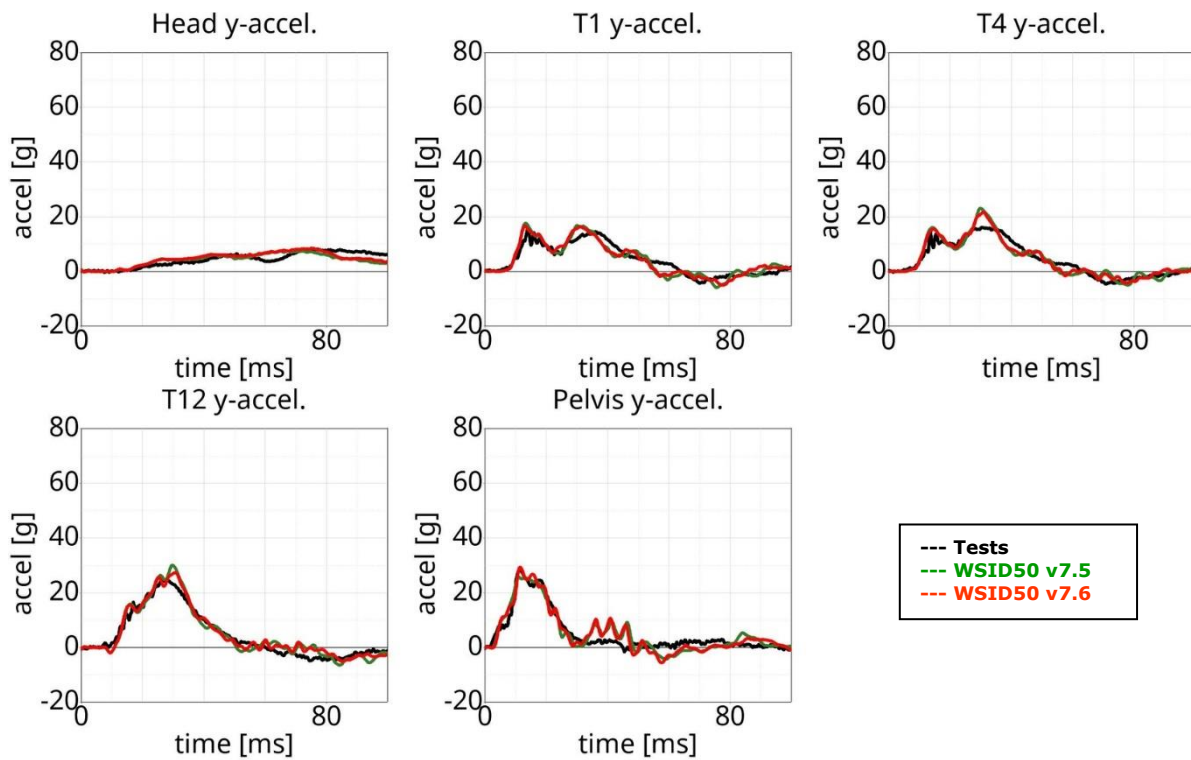 Head y-accel.
80
60
40
20
0
-20
accel [g]
0
80
time [ms]
T1 y-accel.
80
60
40
20
0
-20
accel [g]
0
80
time [ms]
T4 y-accel.
80
60
40
20
0
-20
accel [g]
0
80
time [ms]
T12 y-accel.
80
60
40
20
0
-20
accel [g]
0
80
time [ms]
Pelvis y-accel.
80
60
40
20
0
-20
accel [g]
0
80
time [ms]
--- Tests
--- WSID50 v7.5
--- WSID50 v7.6